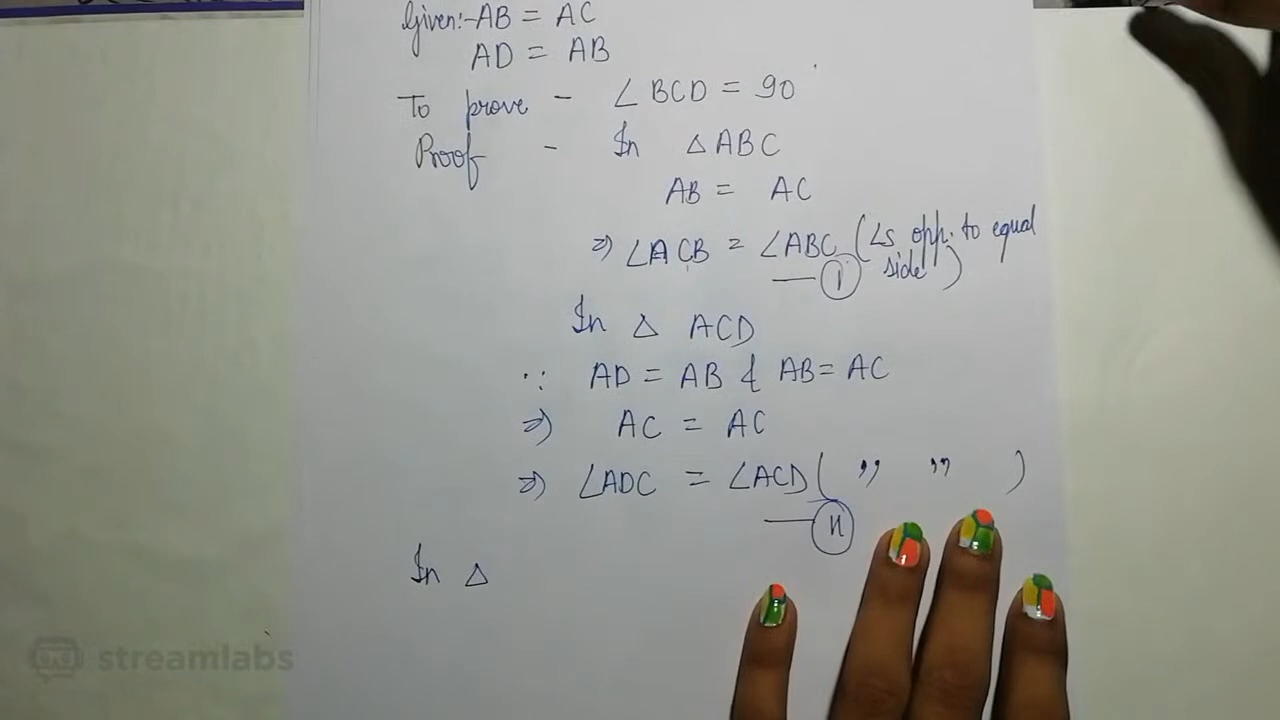 Given:- AB = AC
AD = AB
To prove - ∠BCD = 90
Proof - In △ABC
AB = AC
⇒ ∠ACB = ∠ABC (∠s opp. to equal
side)
— ①
In △ ACD
∵ AD = AB & AB = AC
⇒ AC = AC
⇒ ∠ADC = ∠ACD ( " " )
— ⓘⓘ
In △
streamlabs